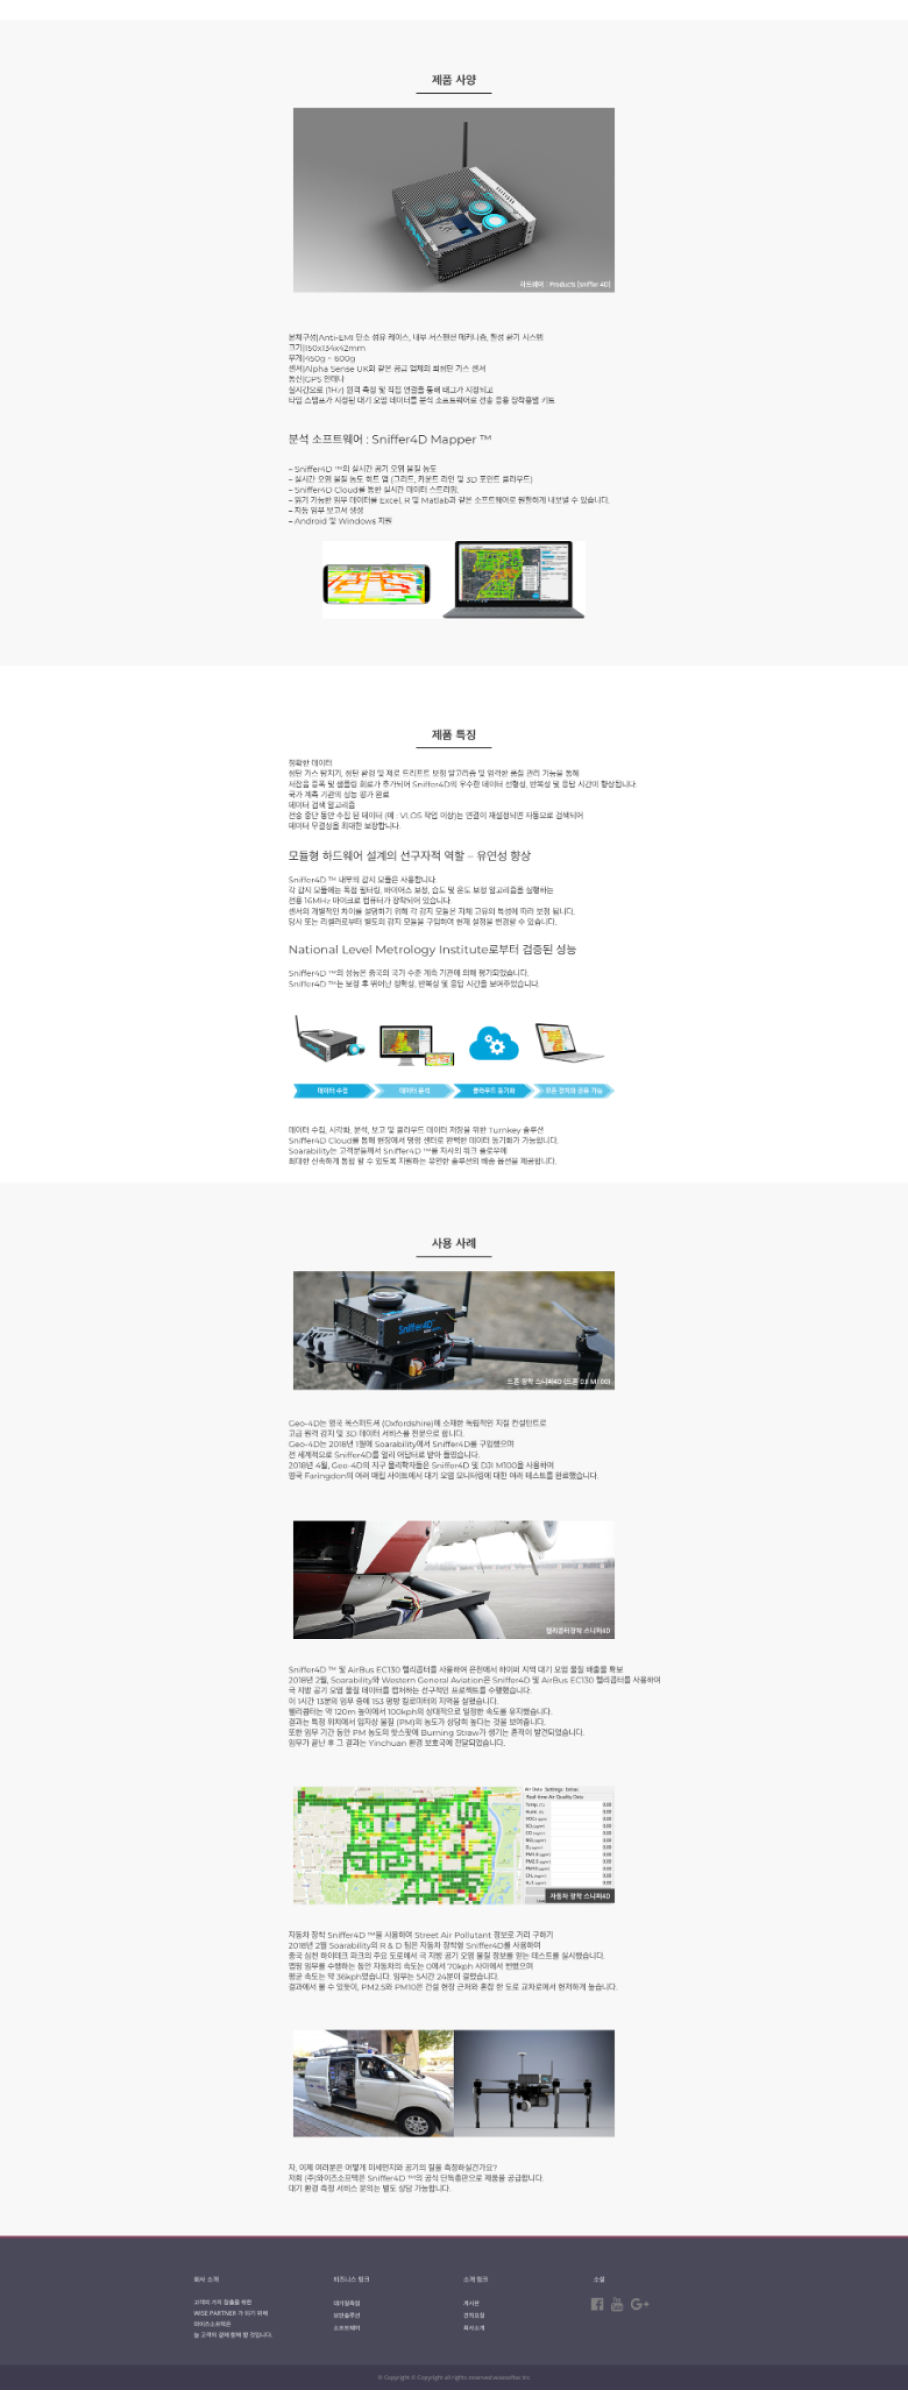 제품 사양
하드웨어 : Products [Sniffer 4D]
본체구성|Anti-EMI 탄소 섬유 케이스, 내부 서스펜션 메커니즘, 활성 공기 시스템
크기|150x134x42mm
무게|450g ~ 600g
센서|Alpha Sense UK와 같은 공급 업체의 최첨단 가스 센서
통신|GPS 안테나
실시간으로 (1Hz) 원격 측정 및 직접 연결을 통해 태그가 지정되고
타임 스탬프가 지정된 대기 오염 데이터를 분석 소프트웨어로 전송 응용 장착용별 키트
분석 소프트웨어 : Sniffer4D Mapper ™
– Sniffer4D ™의 실시간 공기 오염 물질 농도
– 실시간 오염 물질 농도 히트 맵 (그리드, 카운트 라인 및 3D 포인트 클라우드)
– Sniffer4D Cloud를 통한 실시간 데이터 스트리밍.
– 읽기 가능한 임무 데이터를 Excel, R 및 Matlab과 같은 소프트웨어로 원활하게 내보낼 수 있습니다.
– 자동 임무 보고서 생성
– Android 및 Windows 지원
제품 특징
정확한 데이터
첨단 가스 탐지기, 첨단 환경 및 제로 드리프트 보정 알고리즘 및 엄격한 품질 관리 기능을 통해
저잡음 증폭 및 샘플링 회로가 추가되어 Sniffer4D의 우수한 데이터 선형성, 반복성 및 응답 시간이 향상됩니다.
국가 계측 기관의 성능 평가 완료
데이터 검색 알고리즘
전송 중단 동안 수집 된 데이터 (예 : VLOS 작업 이상)는 연결이 재설정되면 자동으로 검색되어
데이터 무결성을 최대한 보장합니다.
모듈형 하드웨어 설계의 선구자적 역할 – 유연성 향상
Sniffer4D ™ 내부의 감지 모듈은 사용합니다.
각 감지 모듈에는 독점 필터링, 바이어스 보정, 습도 및 온도 보정 알고리즘을 실행하는
전용 16MHz 마이크로 컴퓨터가 장착되어 있습니다.
센서의 개별적인 차이를 설명하기 위해 각 감지 모듈은 자체 고유의 특성에 따라 보정 됩니다.
당사 또는 리셀러로부터 별도의 감지 모듈을 구입하여 현재 설정을 변경할 수 있습니다.
National Level Metrology Institute로부터 검증된 성능
Sniffer4D ™의 성능은 중국의 국가 수준 계측 기관에 의해 평가되었습니다.
Sniffer4D ™는 보정 후 뛰어난 정확성, 반복성 및 응답 시간을 보여주었습니다.
데이터 수집
데이터 분석
클라우드 동기화
모든 장치와 공유 가능
데이터 수집, 시각화, 분석, 보고 및 클라우드 데이터 저장을 위한 Turnkey 솔루션
Sniffer4D Cloud를 통해 현장에서 명령 센터로 완벽한 데이터 동기화가 가능합니다.
Soarability는 고객분들께서 Sniffer4D ™를 자사의 워크 플로우에
최대한 신속하게 통합 할 수 있도록 지원하는 유연한 솔루션의 배송 옵션을 제공합니다.
사용 사례
Sniffer4D
드론 장착 스니퍼4D (드론 DJI M100)
Geo-4D는 영국 옥스퍼드셔 (Oxfordshire)에 소재한 독립적인 지질 컨설턴트로
고급 원격 감지 및 3D 데이터 서비스를 전문으로 합니다.
Geo-4D는 2018년 1월에 Soarability에서 Sniffer4D를 구입했으며
전 세계적으로 Sniffer4D를 얼리 어답터로 받아 들였습니다.
2018년 4월, Geo-4D의 지구 물리학자들은 Sniffer4D 및 DJI M100을 사용하여
영국 Faringdon의 여러 매립 사이트에서 대기 오염 모니터링에 대한 여러 테스트를 완료했습니다.
헬리콥터장착 스니퍼4D
Sniffer4D ™ 및 AirBus EC130 헬리콥터를 사용하여 은천에서 하이퍼 지역 대기 오염 물질 배출물 확보
2018년 2월, Soarability와 Western General Aviation은 Sniffer4D 및 AirBus EC130 헬리콥터를 사용하여
극 지방 공기 오염 물질 데이터를 캡처하는 선구적인 프로젝트를 수행했습니다.
이 1시간 13분의 임무 중에 153 평방 킬로미터의 지역을 살폈습니다.
헬리콥터는 약 120m 높이에서 100kph의 상대적으로 일정한 속도를 유지했습니다.
결과는 특정 위치에서 입자상 물질 (PM)의 농도가 상당히 높다는 것을 보여줍니다.
또한 임무 기간 동안 PM 농도의 핫스팟에 Burning Straw가 생기는 흔적이 발견되었습니다.
임무가 끝난 후 그 결과는 Yinchuan 환경 보호국에 전달되었습니다.
Air Data Settings Extras
Real-time Air Quality Data
자동차 장착 스니퍼4D
자동차 장착 Sniffer4D ™을 사용하여 Street Air Pollutant 정보로 거리 구하기
2018년 2월 Soarability의 R & D 팀은 자동차 장착형 Sniffer4D를 사용하여
중국 심천 하이테크 파크의 주요 도로에서 극 지방 공기 오염 물질 정보를 얻는 테스트를 실시했습니다.
맵핑 임무를 수행하는 동안 자동차의 속도는 0에서 70kph 사이에서 변했으며
평균 속도는 약 36kph였습니다. 임무는 5시간 24분이 걸렸습니다.
결과에서 볼 수 있듯이, PM2.5와 PM10은 건설 현장 근처와 혼잡 한 도로 교차로에서 현저하게 높습니다.
자, 이제 여러분은 어떻게 미세먼지와 공기의 질을 측정하실건가요?
저희 (주)와이즈소프텍은 Sniffer4D ™의 공식 단독총판으로 제품을 공급합니다.
대기 환경 측정 서비스 문의는 별도 상담 가능합니다.
회사 소개
고객의 가치 창출을 위한
WISE PARTNER 가 되기 위해
와이즈소프텍은
늘 고객의 곁에 함께 할 것입니다.
비즈니스 링크
대기질측정
보안솔루션
소프트웨어
소개 링크
게시판
견적요청
회사소개
소셜